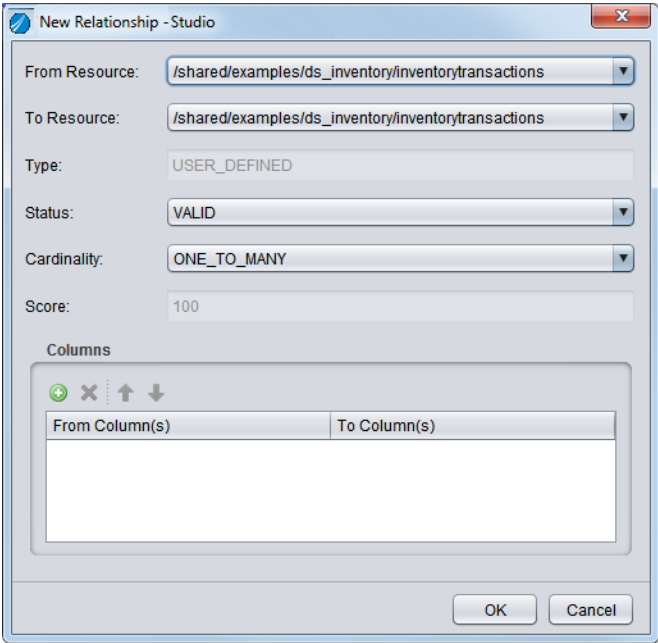 New Relationship - Studio
From Resource: /shared/examples/ds_inventory/inventorytransactions
To Resource: /shared/examples/ds_inventory/inventorytransactions
Type: USER_DEFINED
Status: VALID
Cardinality: ONE_TO_MANY
Score: 100
Columns
From Column(s) To Column(s)
OK Cancel